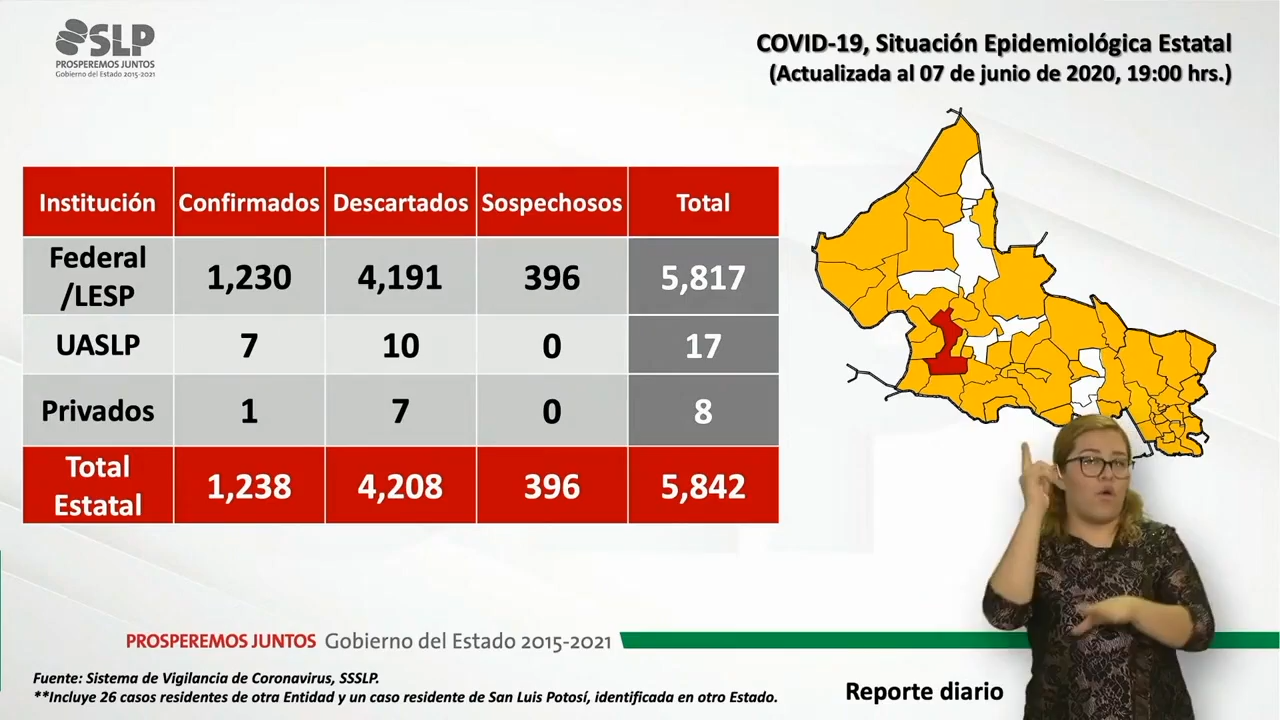 SLP
PROSPEREMOS JUNTOS
Gobierno del Estado 2015-2021
COVID-19, Situación Epidemiológica Estatal
(Actualizada al 07 de junio de 2020, 19:00 hrs.)
Institución Confirmados Descartados Sospechosos Total
Federal
/LESP 1,230 4,191 396 5,817
UASLP 7 10 0 17
Privados 1 7 0 8
Total
Estatal 1,238 4,208 396 5,842
PROSPEREMOS JUNTOS Gobierno del Estado 2015-2021
Fuente: Sistema de Vigilancia de Coronavirus, SSSLP.
**Incluye 26 casos residentes de otra Entidad y un caso residente de San Luis Potosí, identificada en otro Estado.
Reporte diario